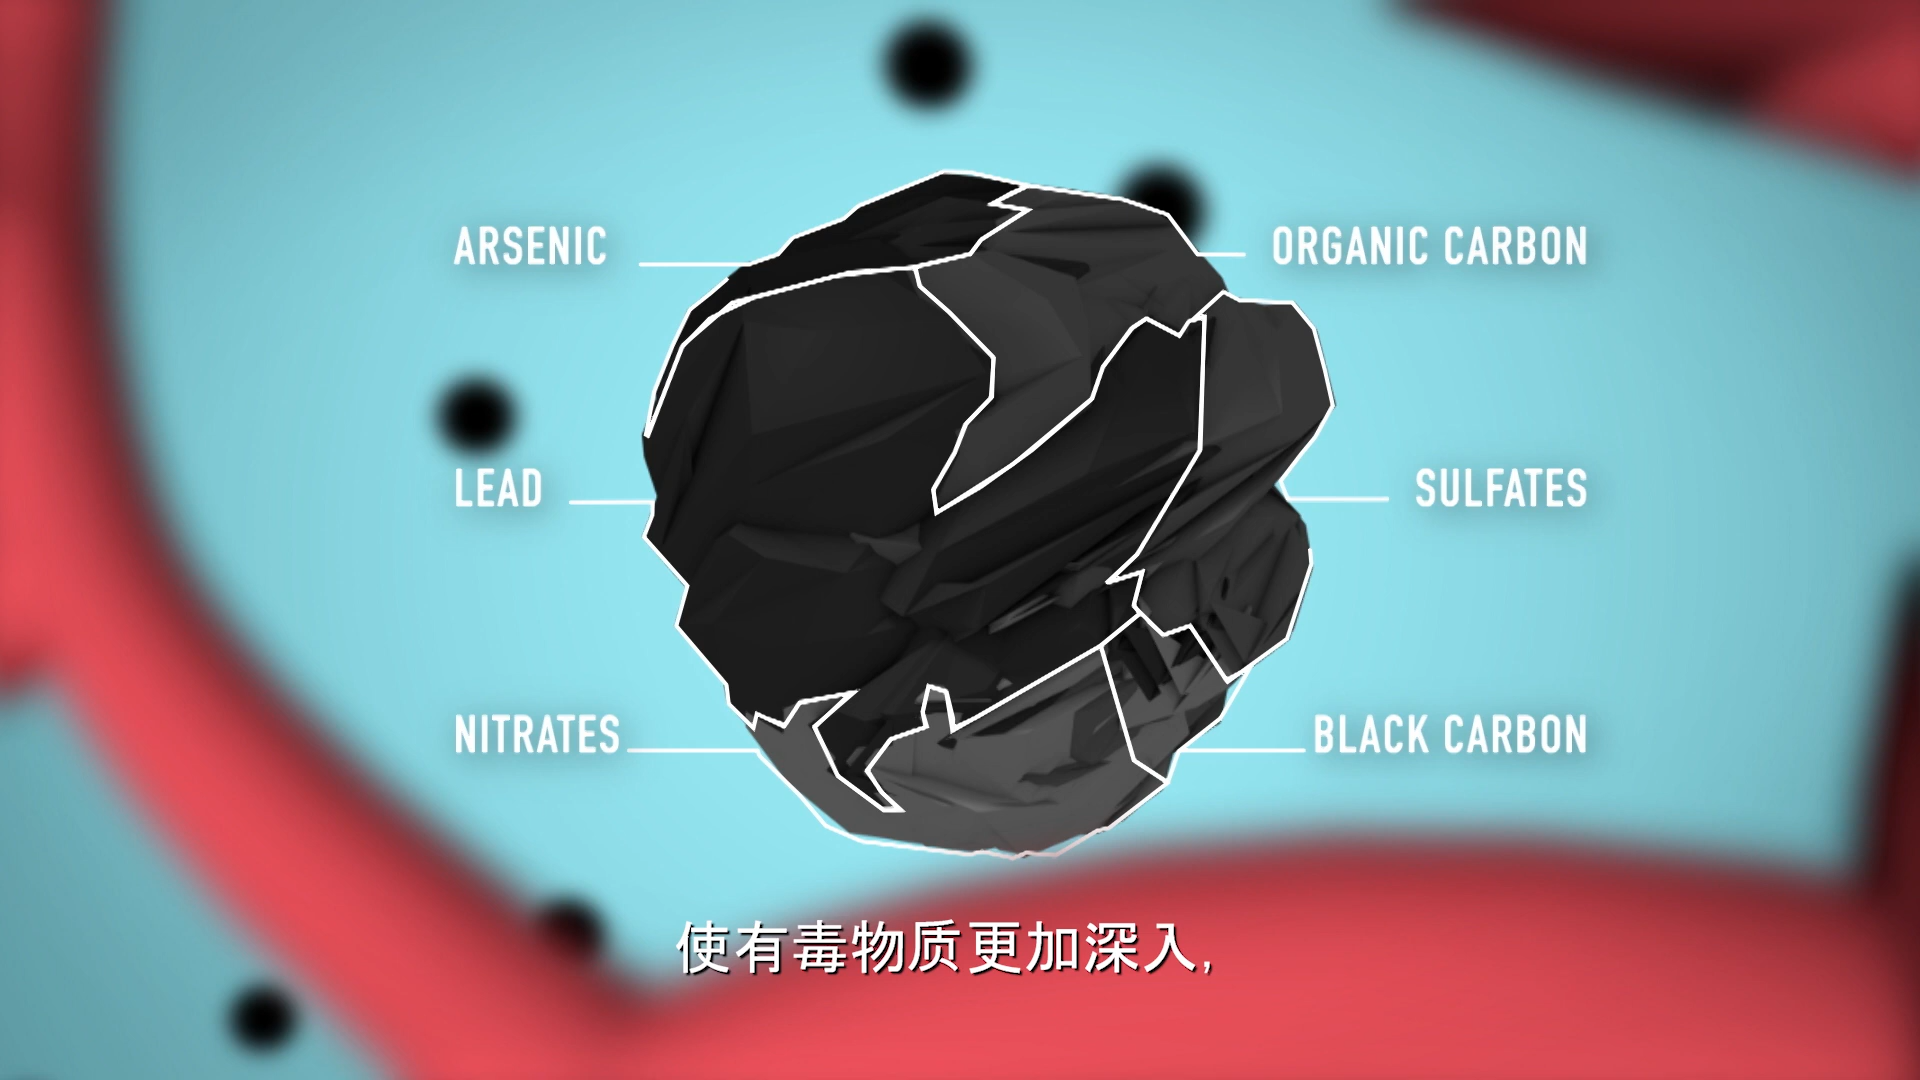 ARSENIC
ORGANIC CARBON
LEAD
SULFATES
NITRATES
BLACK CARBON
使有毒物质更加深入,